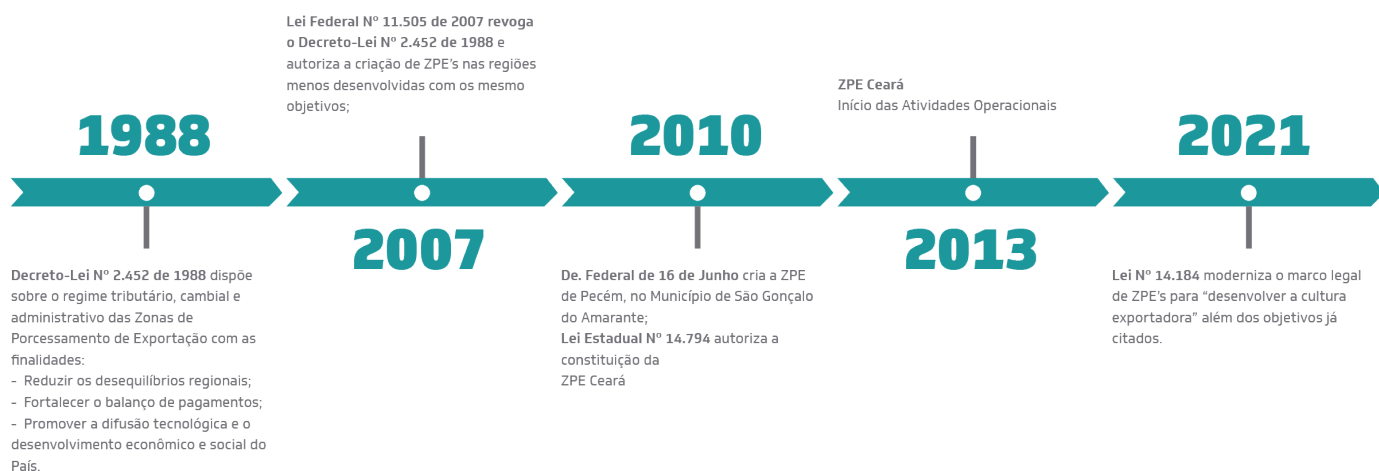 1988
Decreto-Lei Nº 2.452 de 1988 dispõe
sobre o regime tributário, cambial e
administrativo das Zonas de
Porcessamento de Exportação com as
finalidades:
- Reduzir os desequilíbrios regionais;
- Fortalecer o balanço de pagamentos;
- Promover a difusão tecnológica e o
desenvolvimento econômico e social do
País.
Lei Federal Nº 11.505 de 2007 revoga
o Decreto-Lei Nº 2.452 de 1988 e
autoriza a criação de ZPE's nas regiões
menos desenvolvidas com os mesmo
objetivos;
2007
2010
De. Federal de 16 de Junho cria a ZPE
de Pecém, no Município de São Gonçalo
do Amarante;
Lei Estadual Nº 14.794 autoriza a
constituição da
ZPE Ceará
ZPE Ceará
Início das Atividades Operacionais
2013
2021
Lei Nº 14.184 moderniza o marco legal
de ZPE's para “desenvolver a cultura
exportadora” além dos objetivos já
citados.